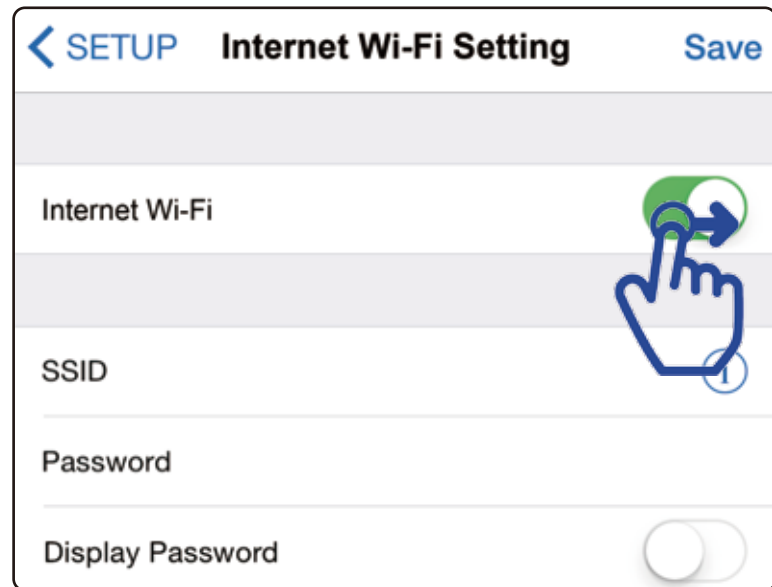 SETUP Internet Wi-Fi Setting Save
Internet Wi-Fi
SSID
Password
Display Password